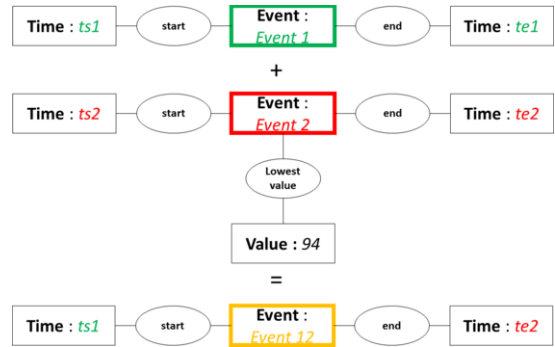 Time : ts1
start
Event :
Event 1
end
Time : te1
+
Time : ts2
start
Event :
Event 2
end
Time : te2
Lowest
value
Value : 94
=
Time : ts1
start
Event :
Event 12
end
Time : te2